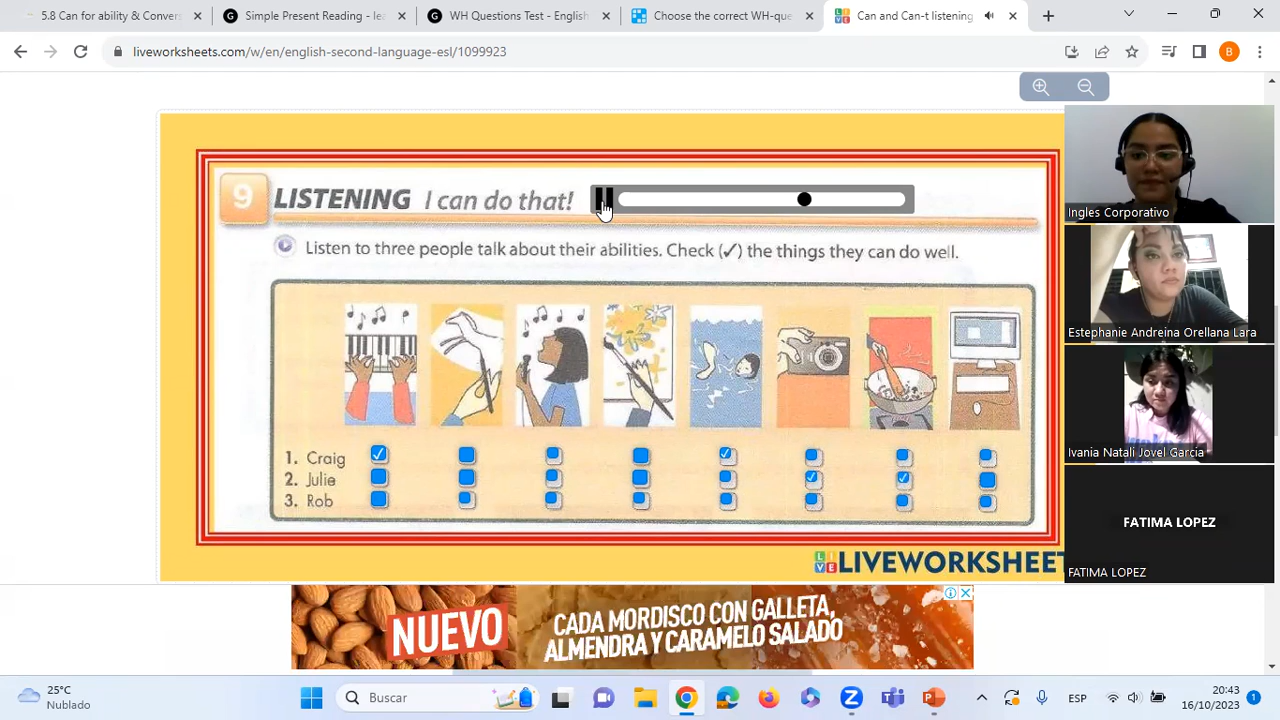 5.8 Can for ability & Convers
Simple Present Reading
WH Questions Test - English
Choose the correct WH-que
Can and Can-t listening
liveworksheets.com/w/en/english-second-language-esl/1099923
B
9 LISTENING I can do that!
Listen to three people talk about their abilities. Check (✓) the things they can do well.
1. Craig
2. Julie
3. Rob
LIVEWORKSHEET
Ingles Corporativo
Estephanie Andreina Orellana Lara
Ivania Natali Jovel Garcia
FATIMA LOPEZ
FATIMA LOPEZ
NUEVO
CADA MORDISCO CON GALLETA,
ALMENDRA Y CARAMELO SALADO
25°C
Nublado
Buscar
ESP
20:43
16/10/2023
1